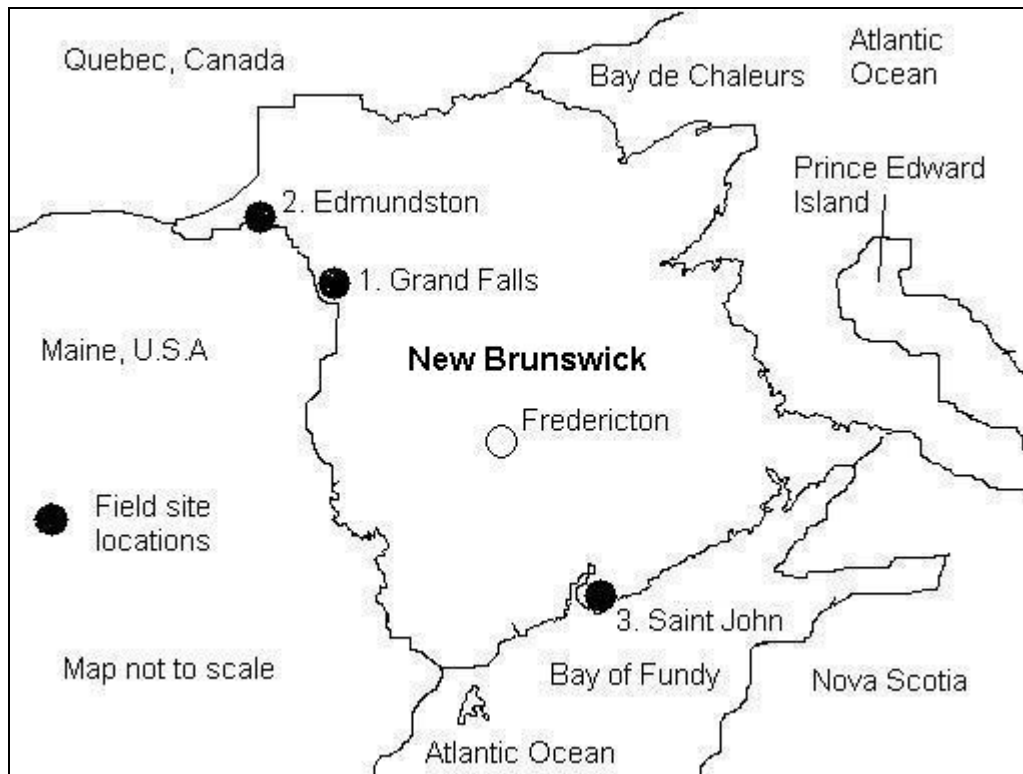 Quebec, Canada
Bay de Chaleurs
Atlantic
Ocean
Prince Edward
Island
2. Edmundston
1. Grand Falls
Maine, U.S.A
New Brunswick
Fredericton
Field site
locations
3. Saint John
Map not to scale
Bay of Fundy
Nova Scotia
Atlantic Ocean